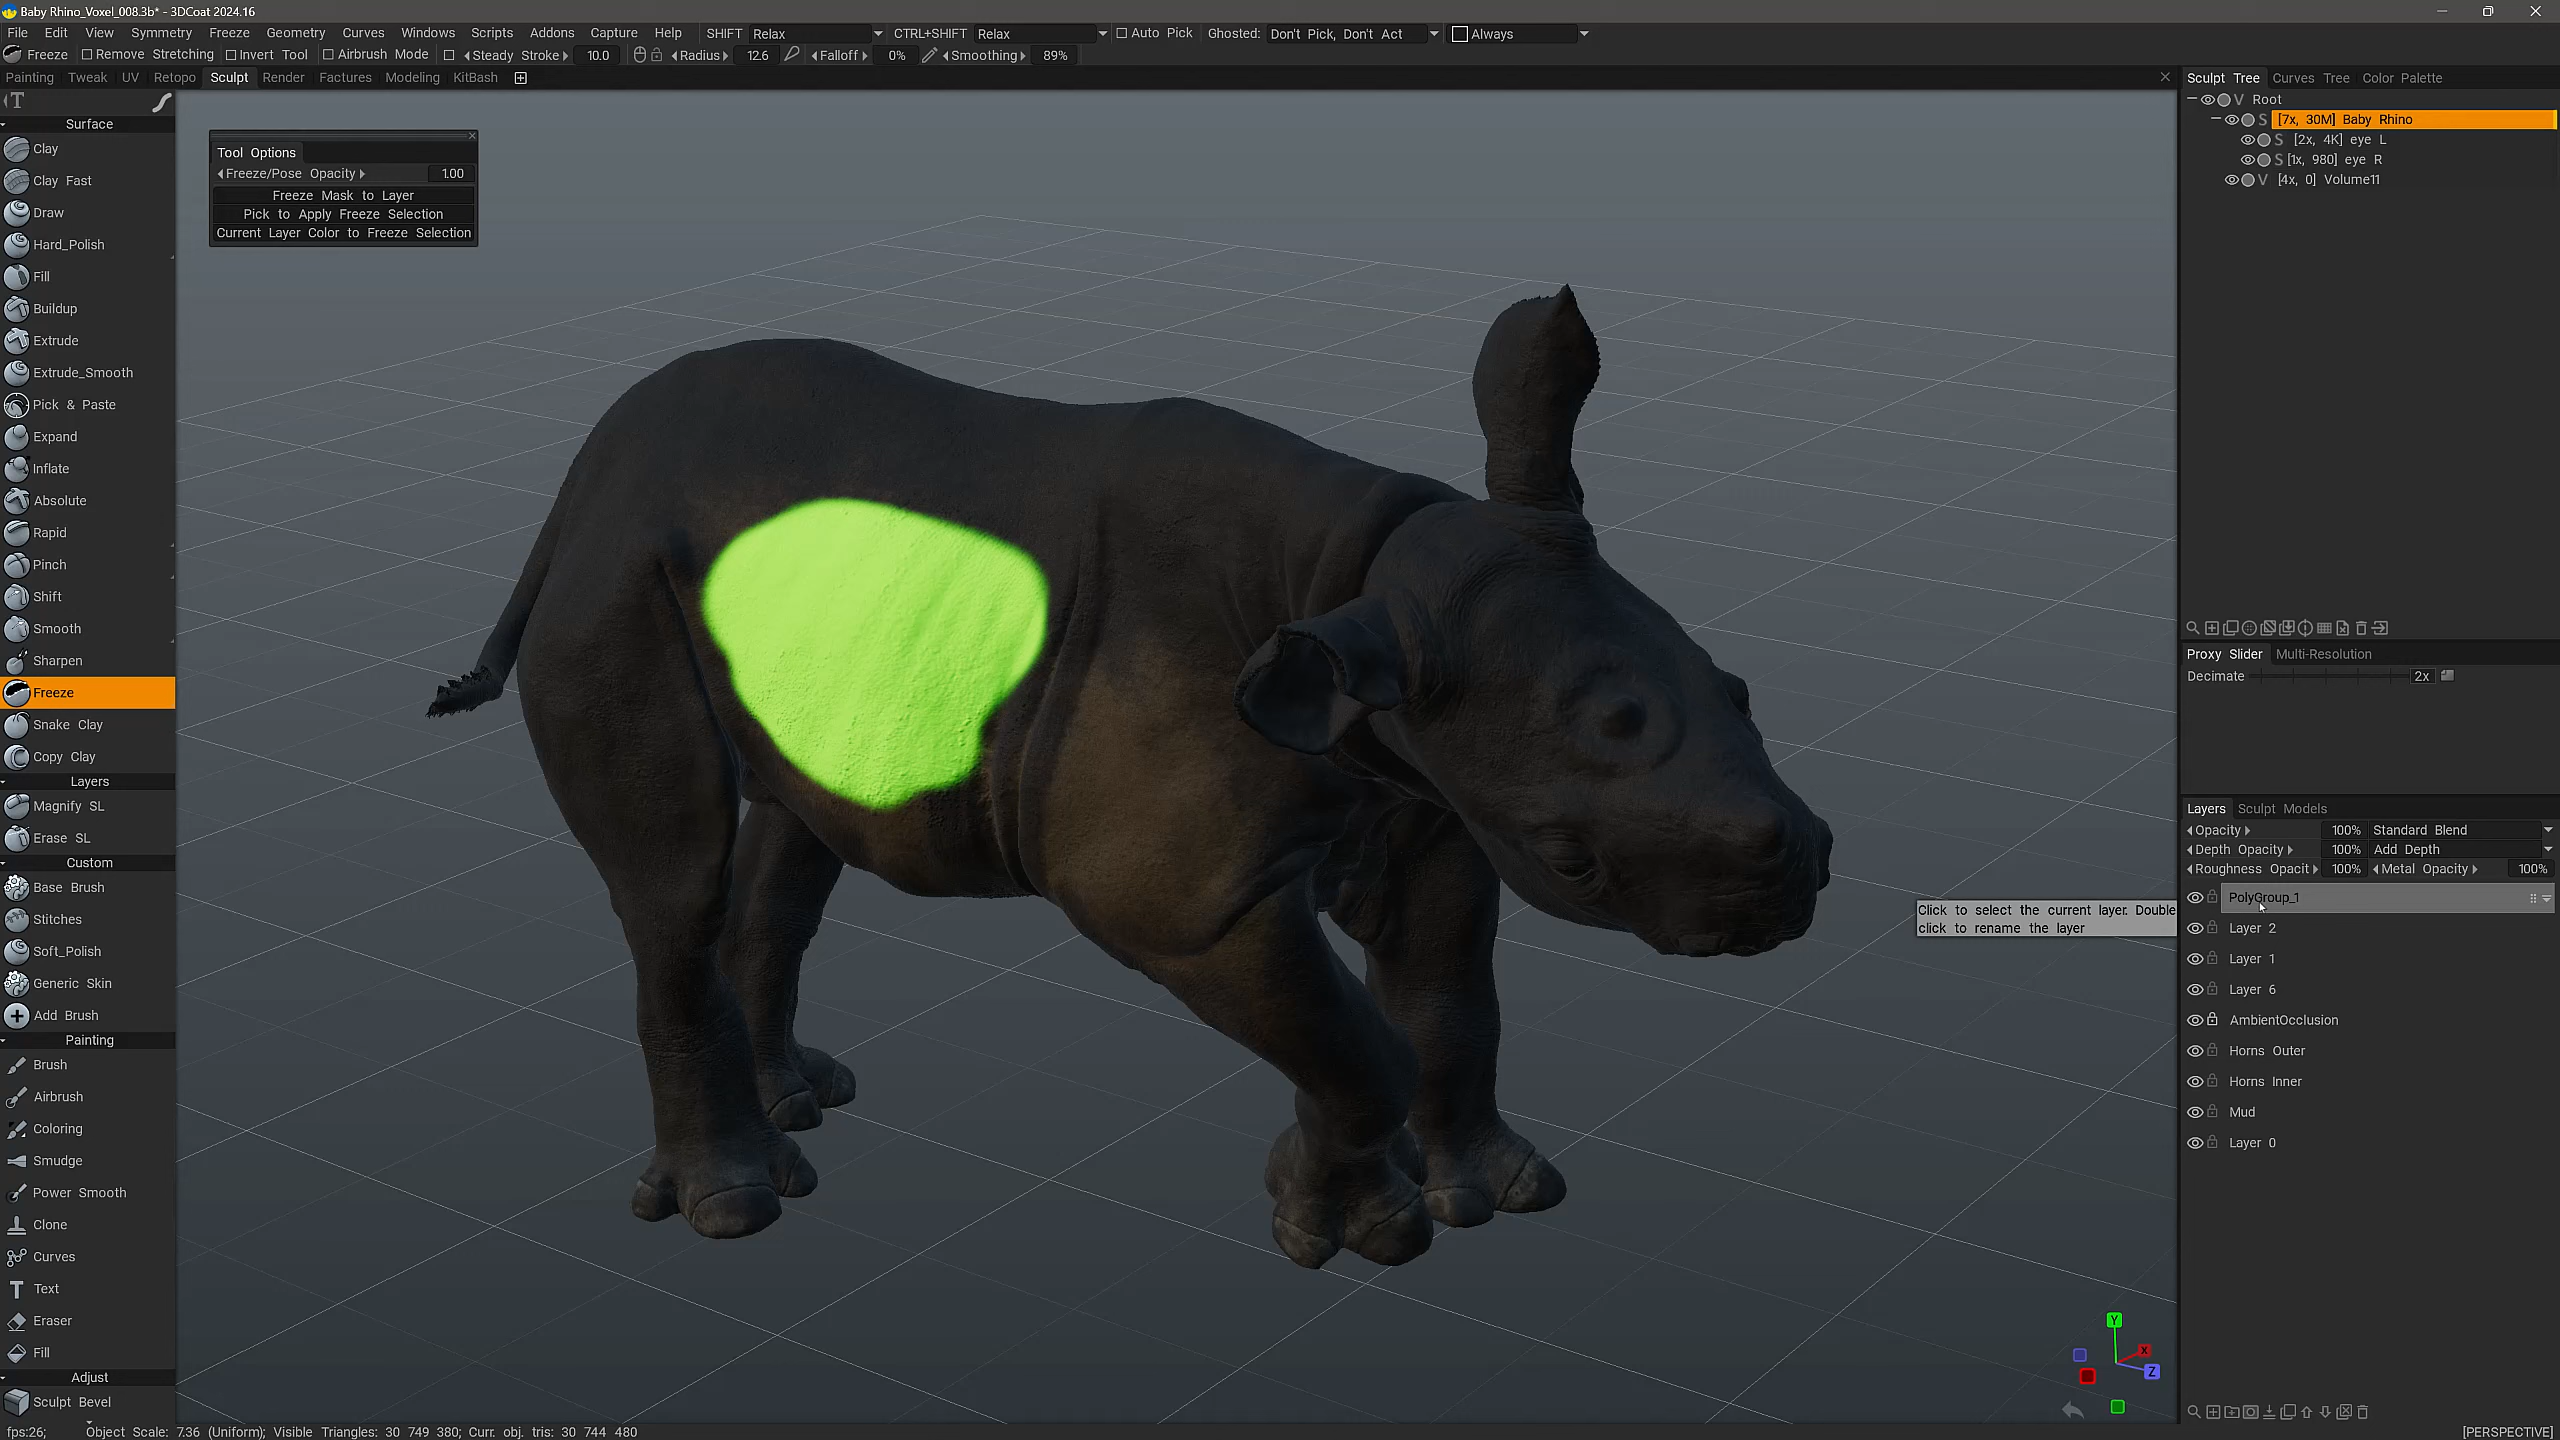 Baby Rhino_Voxel_008.3b* - 3DCoat 2024.16
File Edit View Symmetry Freeze Geometry Curves Windows Scripts Addons Capture Help SHIFT Relax CTRL+SHIFT Relax Auto Pick Ghosted: Don't Pick, Don't Act Always
Freeze Remove Stretching Invert Tool Airbrush Mode Steady Stroke 10.0 Radius 12.6 Falloff 0% Smoothing 89%
Painting Tweak UV Retopo Sculpt Render Factures Modeling KitBash
T
Surface
Clay
Clay Fast
Draw
Hard_Polish
Fill
Buildup
Extrude
Extrude_Smooth
Pick & Paste
Expand
Inflate
Absolute
Rapid
Pinch
Shift
Smooth
Sharpen
Freeze
Snake Clay
Copy Clay
Layers
Magnify SL
Erase SL
Custom
Base Brush
Stitches
Soft_Polish
Generic Skin
Add Brush
Painting
Brush
Airbrush
Coloring
Smudge
Power Smooth
Clone
Curves
Text
Eraser
Fill
Adjust
Sculpt Bevel
Tool Options
Freeze/Pose Opacity 1.00
Freeze Mask to Layer
Pick to Apply Freeze Selection
Current Layer Color to Freeze Selection
Click to select the current layer. Double
click to rename the layer
Y
X
Z
Sculpt Tree Curves Tree Color Palette
V Root
S [7x, 30M] Baby Rhino
S [2x, 4K] eye L
S [1x, 980] eye R
V [4x, 0] Volume11
Proxy Slider Multi-Resolution
Decimate 2x
Layers Sculpt Models
Opacity 100% Standard Blend
Depth Opacity 100% Add Depth
Roughness Opacit 100% Metal Opacity 100%
PolyGroup_1
Layer 2
Layer 1
Layer 6
AmbientOcclusion
Horns Outer
Horns Inner
Mud
Layer 0
fps:26; Object Scale: 7.36 (Uniform); Visible Triangles: 30 749 380; Curr. obj. tris: 30 744 480
[PERSPECTIVE]